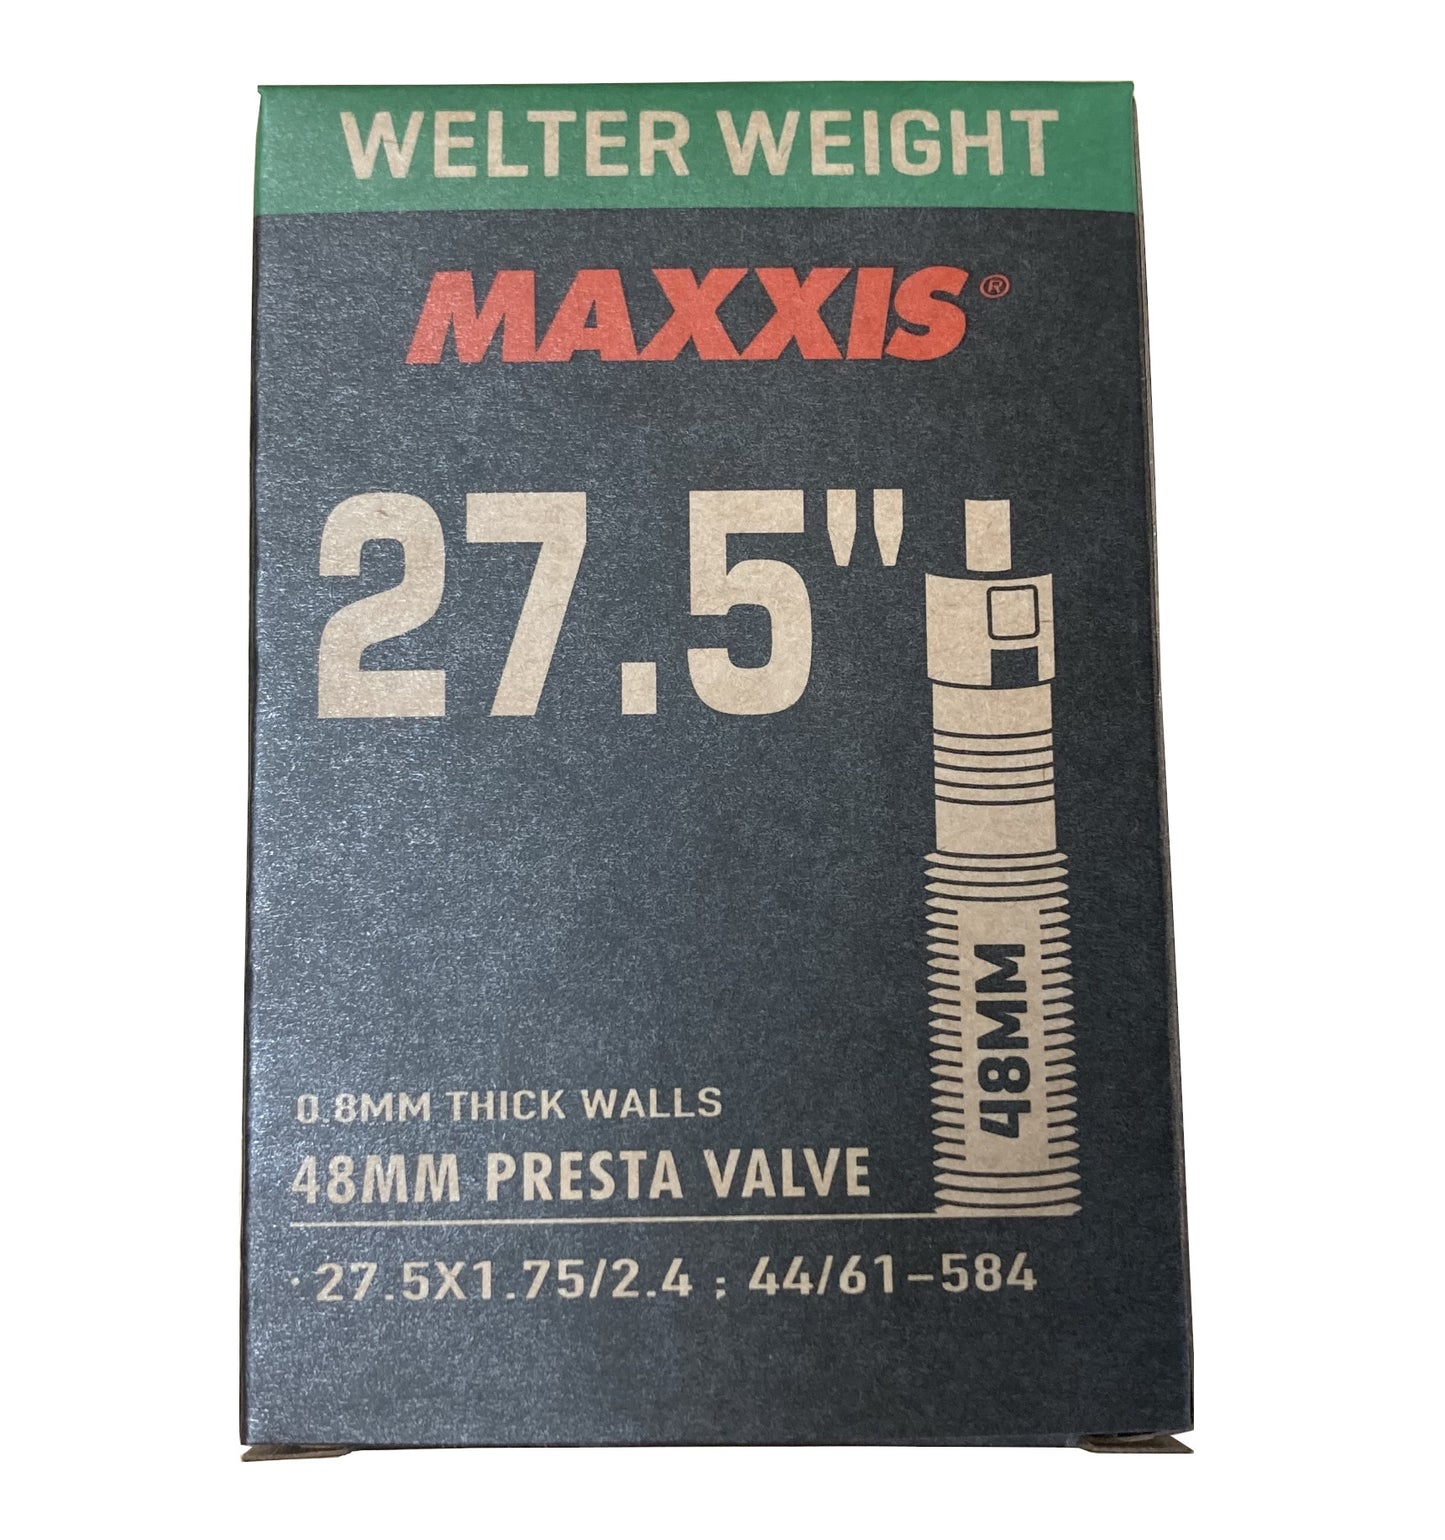 WELTER WEIGHT
MAXXIS®
27.5"
48MM
0.8MM THICK WALLS
48MM PRESTA VALVE
· 27.5X1.75/2.4 ; 44/61-584